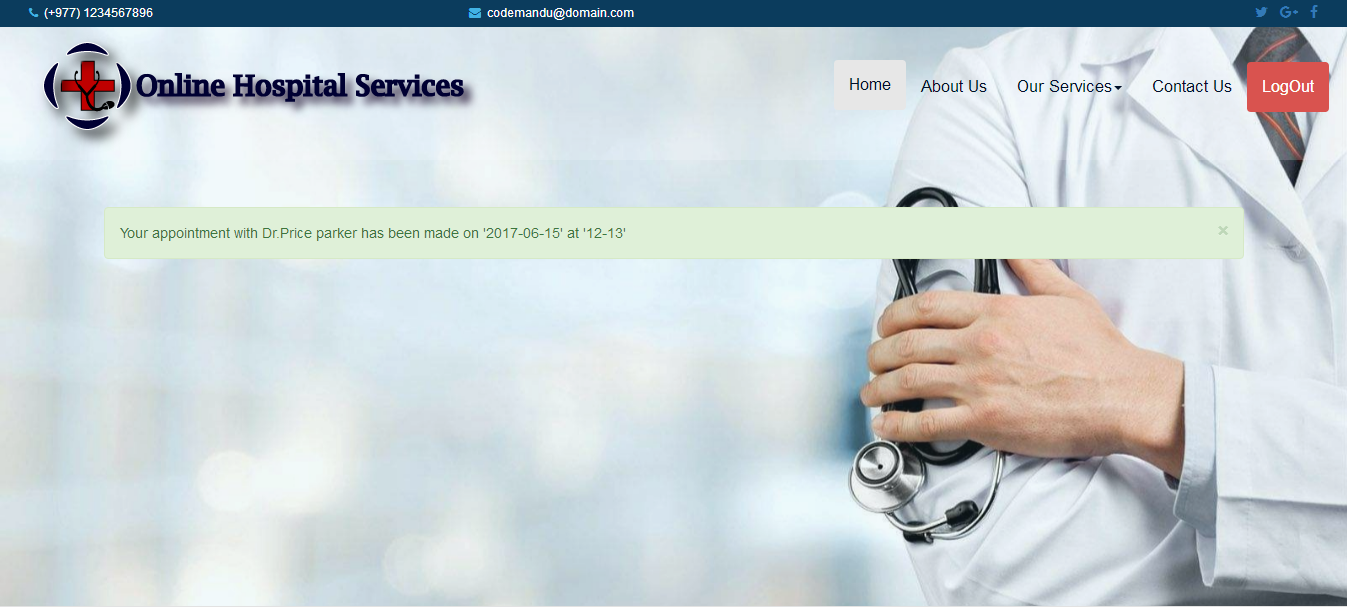 (+977) 1234567896 codemandu@domain.com
Online Hospital Services
Home About Us Our Services Contact Us LogOut
Your appointment with Dr.Price parker has been made on '2017-06-15' at '12-13' ×